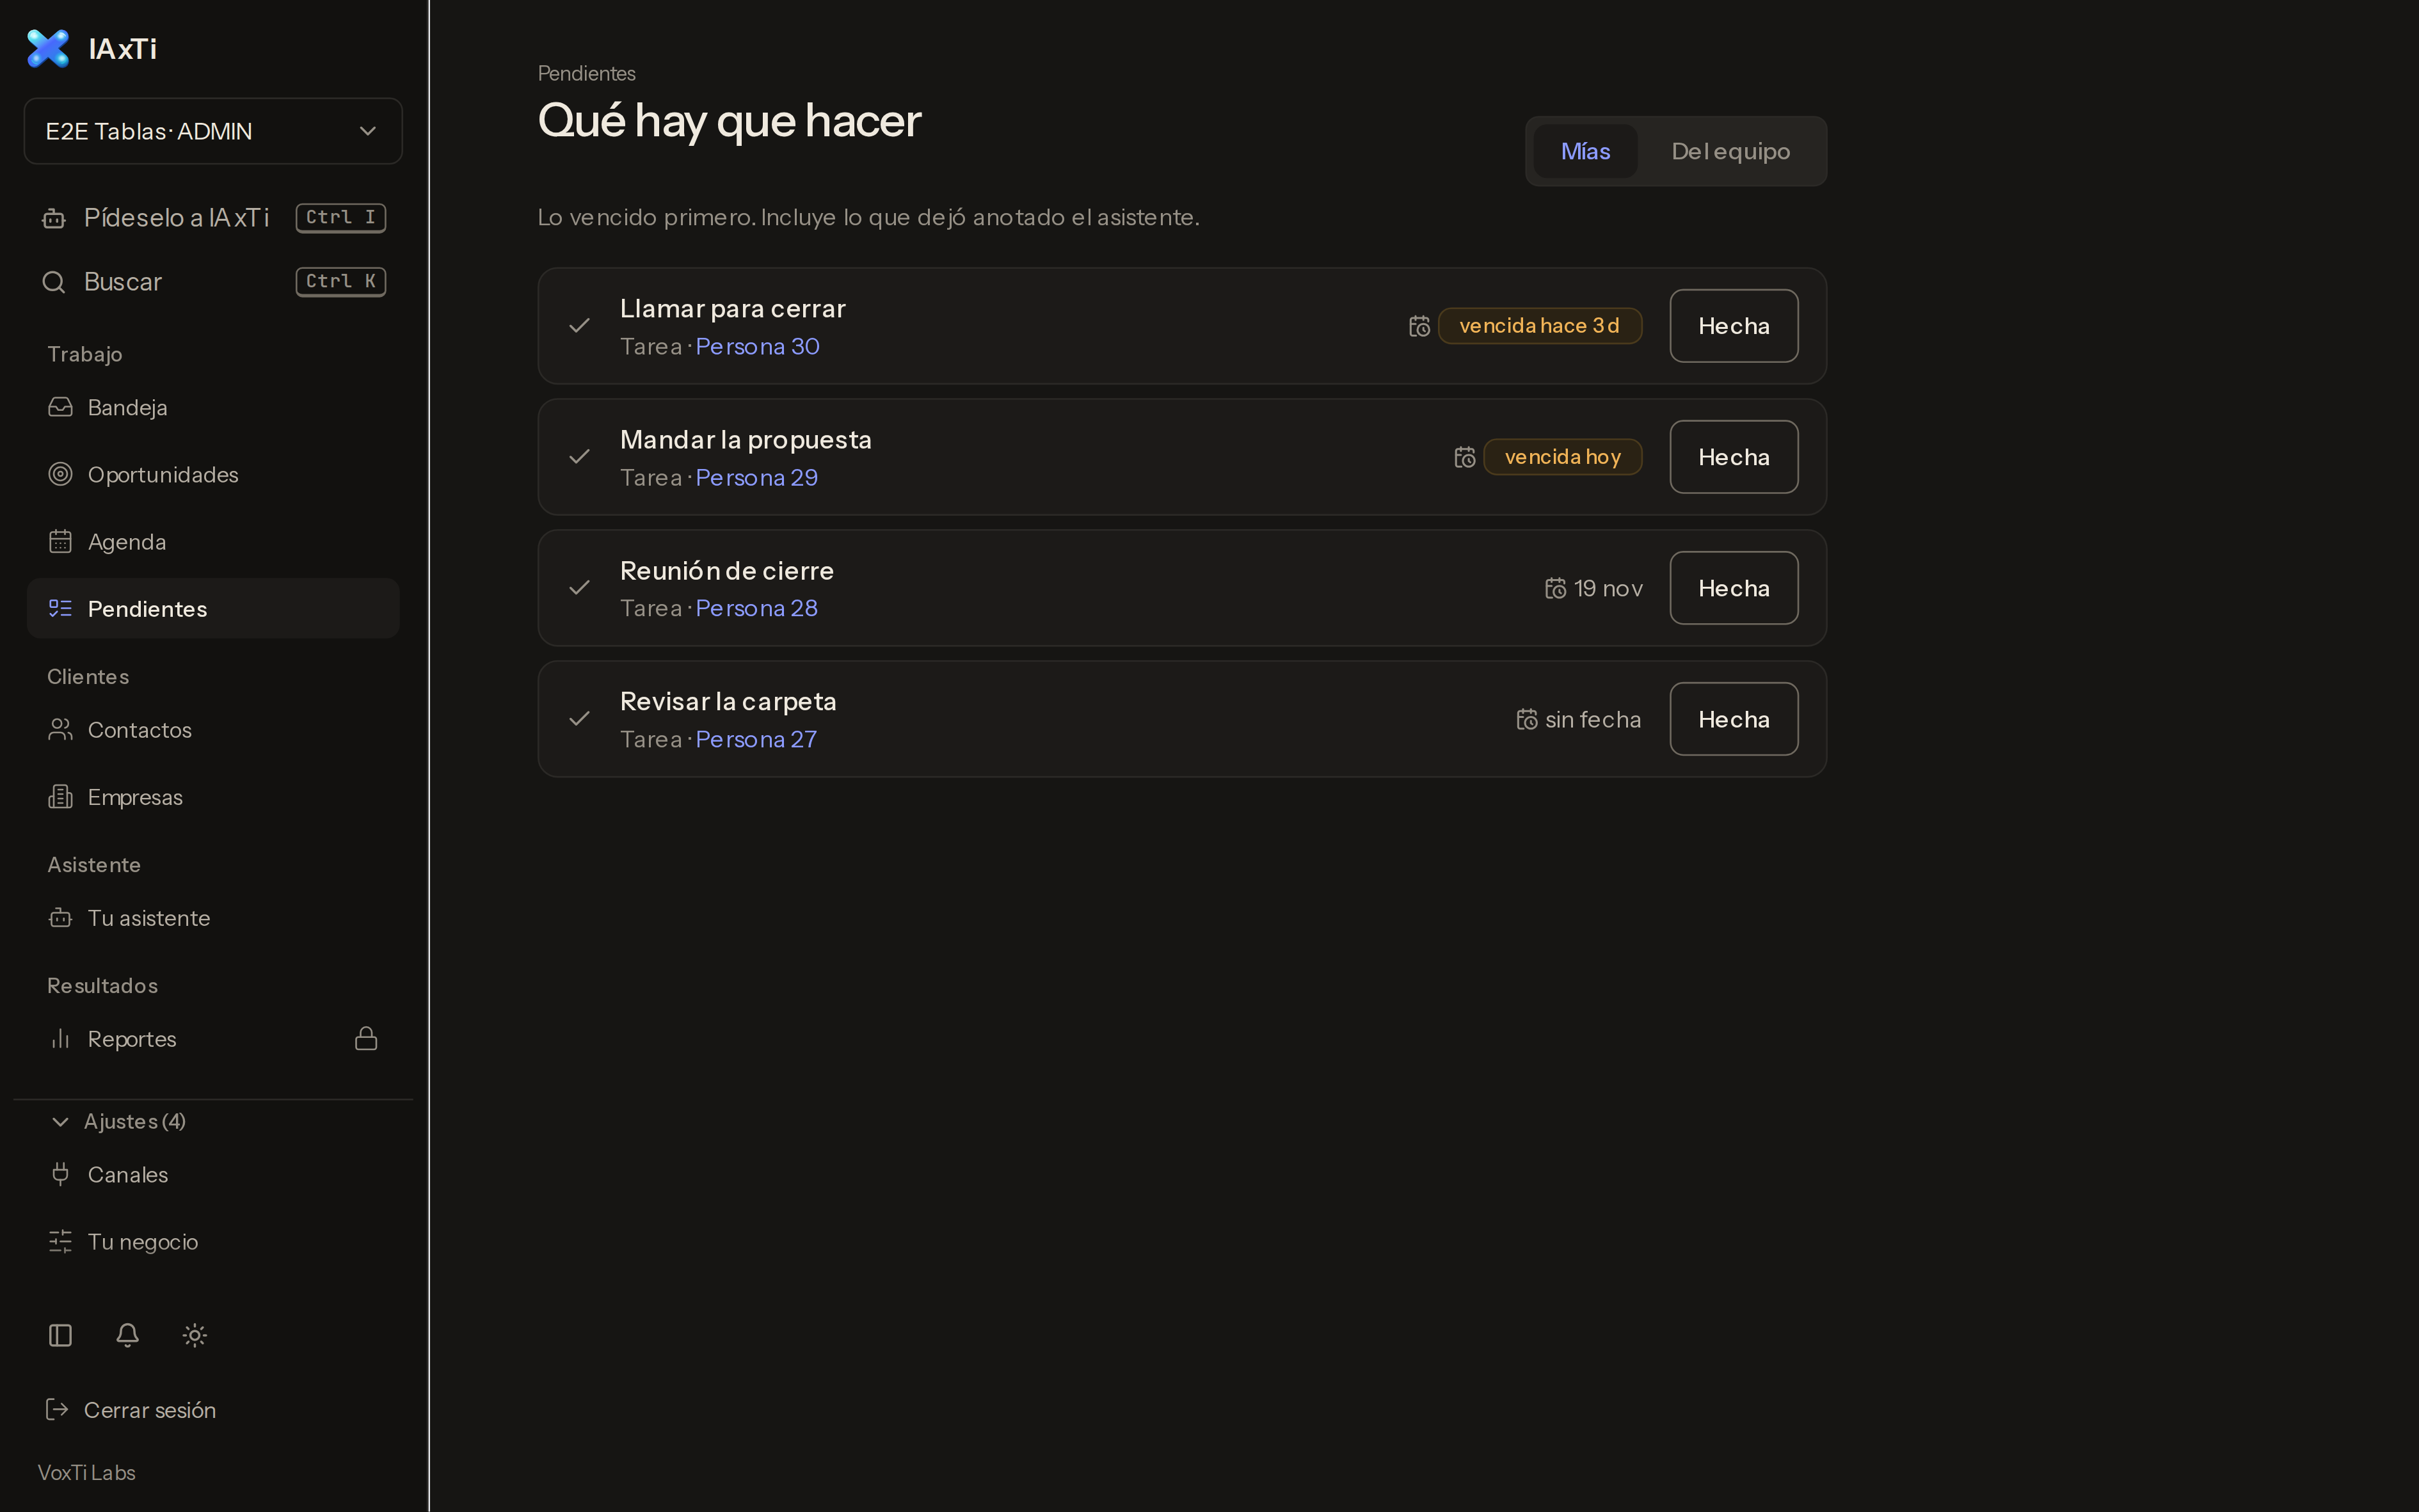 IAxTi
E2E Tablas · ADMIN
Pídeselo a IAxTi
Ctrl I
Buscar
Ctrl K
Trabajo
Bandeja
Oportunidades
Agenda
Pendientes
Clientes
Contactos
Empresas
Asistente
Tu asistente
Resultados
Reportes
Ajustes (4)
Canales
Tu negocio
Cerrar sesión
VoxTi Labs
Pendientes
Qué hay que hacer
Mías
Del equipo
Lo vencido primero. Incluye lo que dejó anotado el asistente.
Llamar para cerrar
Tarea · Persona 30
vencida hace 3 d
Hecha
Mandar la propuesta
Tarea · Persona 29
vencida hoy
Hecha
Reunión de cierre
Tarea · Persona 28
19 nov
Hecha
Revisar la carpeta
Tarea · Persona 27
sin fecha
Hecha